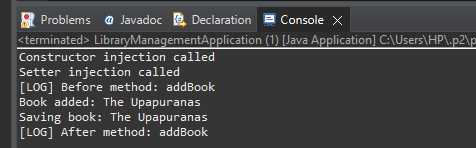 Problems Javadoc Declaration Console
<terminated> LibraryManagementApplication (1) [Java Application] C:\Users\HP\.p2\p
Constructor injection called
Setter injection called
[LOG] Before method: addBook
Book added: The Upapuranas
Saving book: The Upapuranas
[LOG] After method: addBook